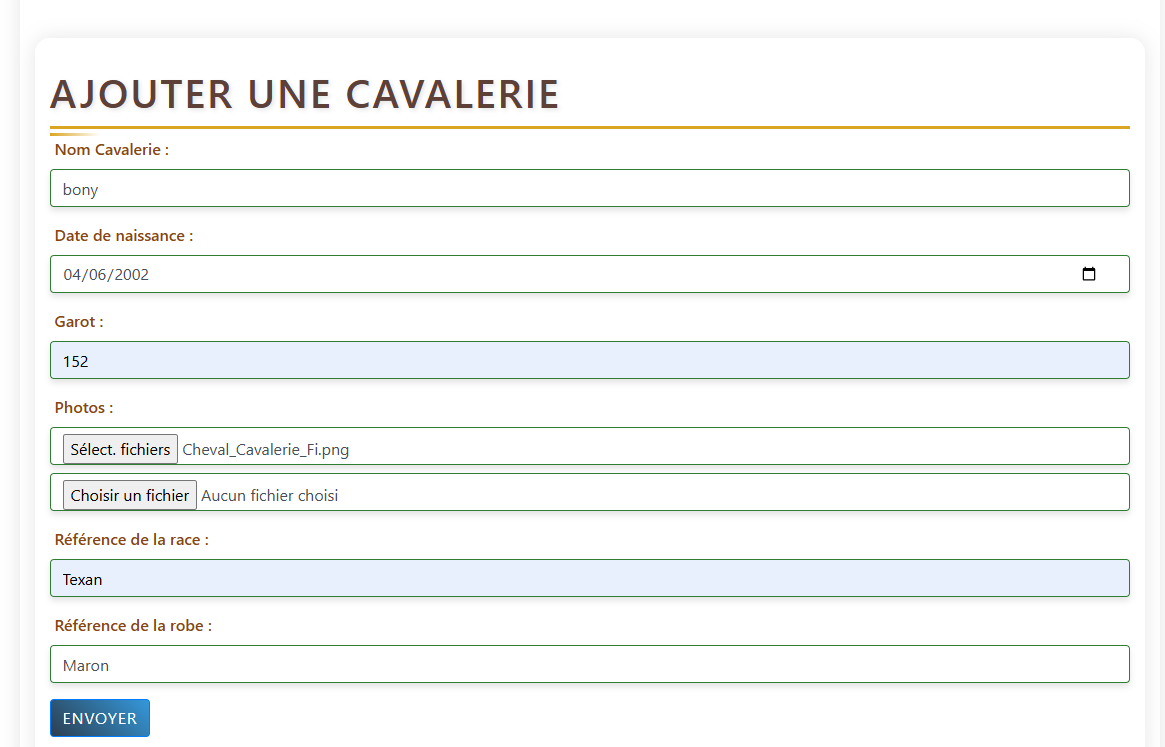 AJOUTER UNE CAVALERIE
Nom Cavalerie :
bony
Date de naissance :
04/06/2002
Garot :
152
Photos :
Sélect. fichiers Cheval_Cavalerie_Fi.png
Choisir un fichier Aucun fichier choisi
Référence de la race :
Texan
Référence de la robe :
Maron
ENVOYER